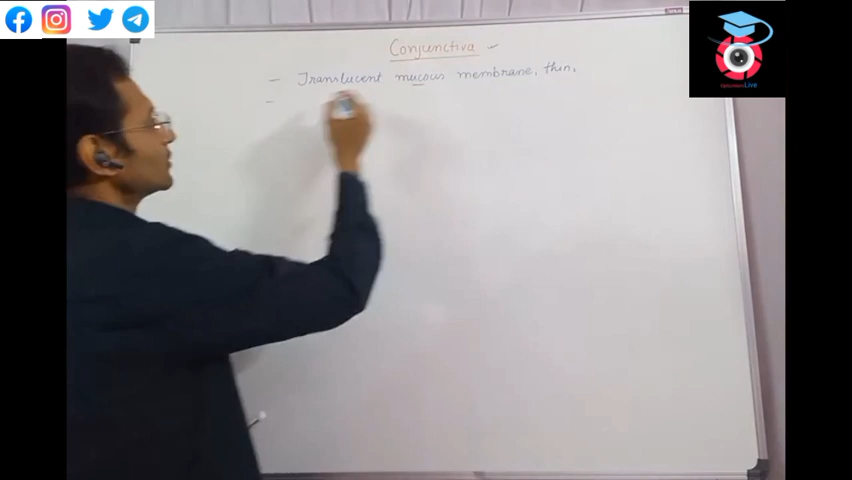 Conjunctiva
- Translucent mucous membrane, thin,
-